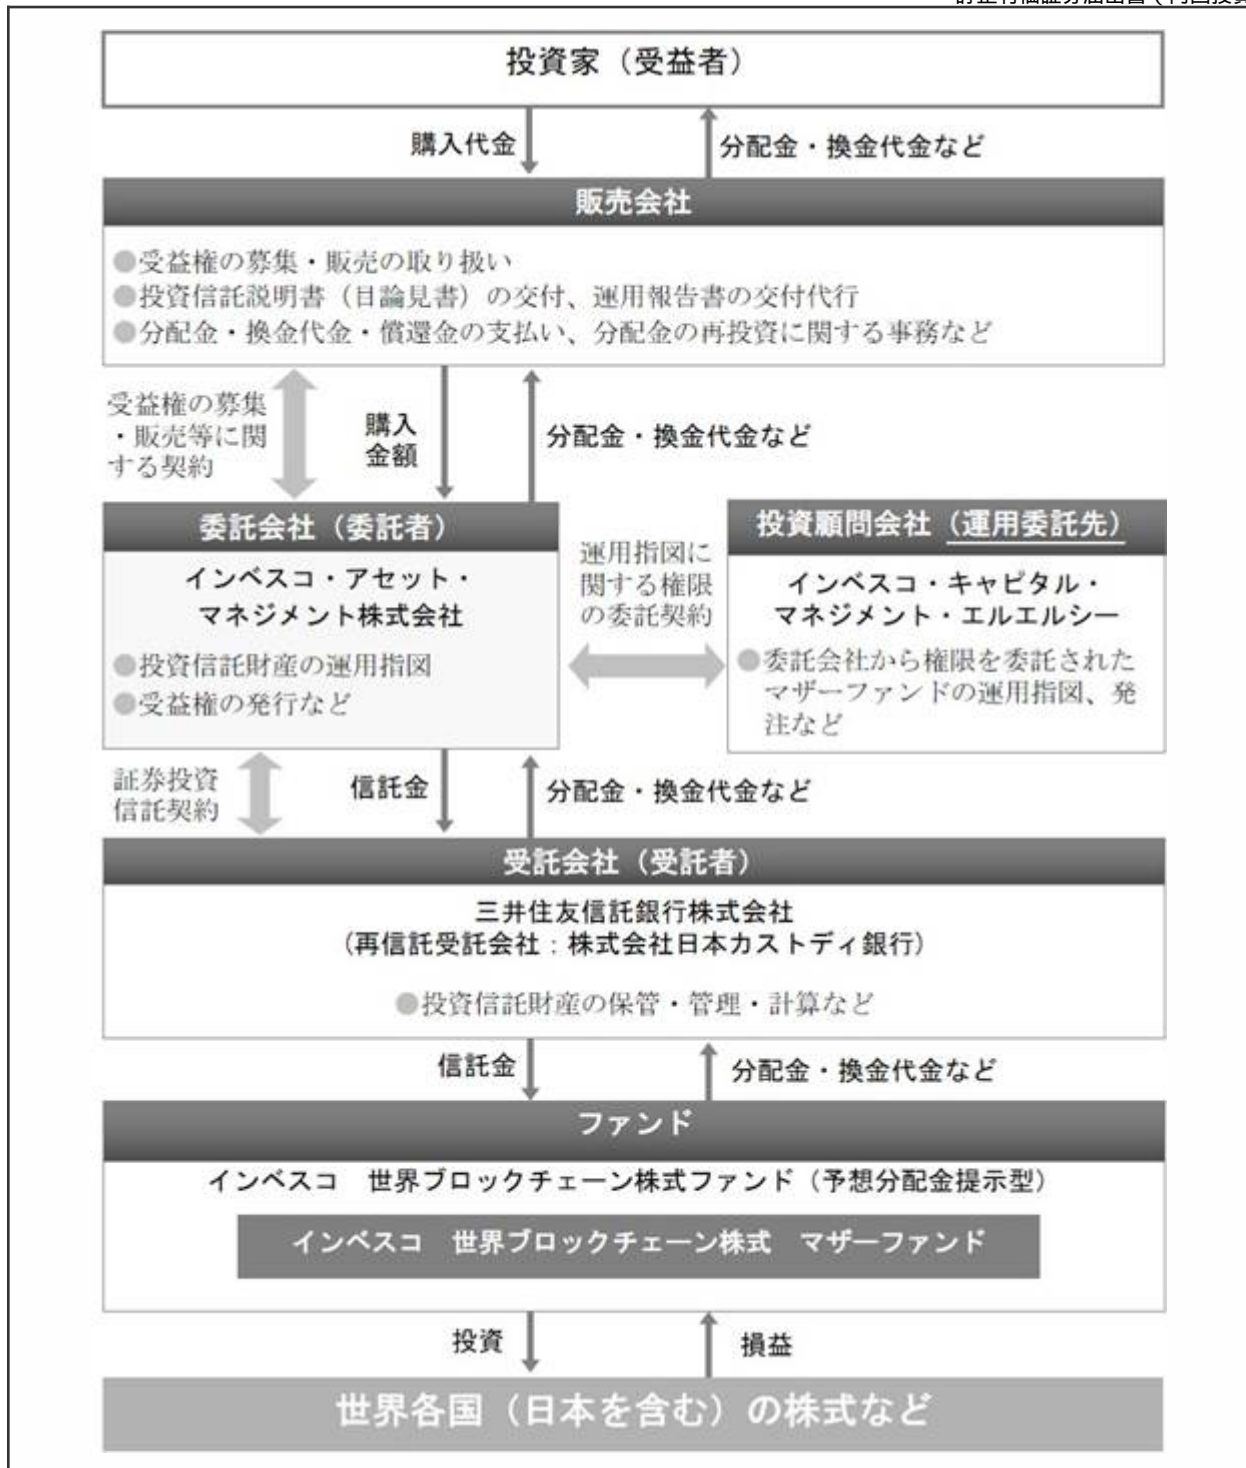 投資家（受益者）
購入代金
分配金・換金代金など
販売会社
●受益権の募集・販売の取り扱い
●投資信託説明書（目論見書）の交付、運用報告書の交付代行
●分配金・換金代金・償還金の支払い、分配金の再投資に関する事務など
受益権の募集
・販売等に関
する契約
購入
金額
分配金・換金代金など
委託会社（委託者）
インベスコ・アセット・
マネジメント株式会社
●投資信託財産の運用指図
●受益権の発行など
運用指図に
関する権限
の委託契約
投資顧問会社（運用委託先）
インベスコ・キャピタル・
マネジメント・エルエルシー
●委託会社から権限を委託された
マザーファンドの運用指図、発
注など
証券投資
信託契約
信託金
分配金・換金代金など
受託会社（受託者）
三井住友信託銀行株式会社
（再信託受託会社：株式会社日本カストディ銀行）
●投資信託財産の保管・管理・計算など
信託金
分配金・換金代金など
ファンド
インベスコ　世界ブロックチェーン株式ファンド（予想分配金提示型）
インベスコ　世界ブロックチェーン株式　マザーファンド
投資
損益
世界各国（日本を含む）の株式など